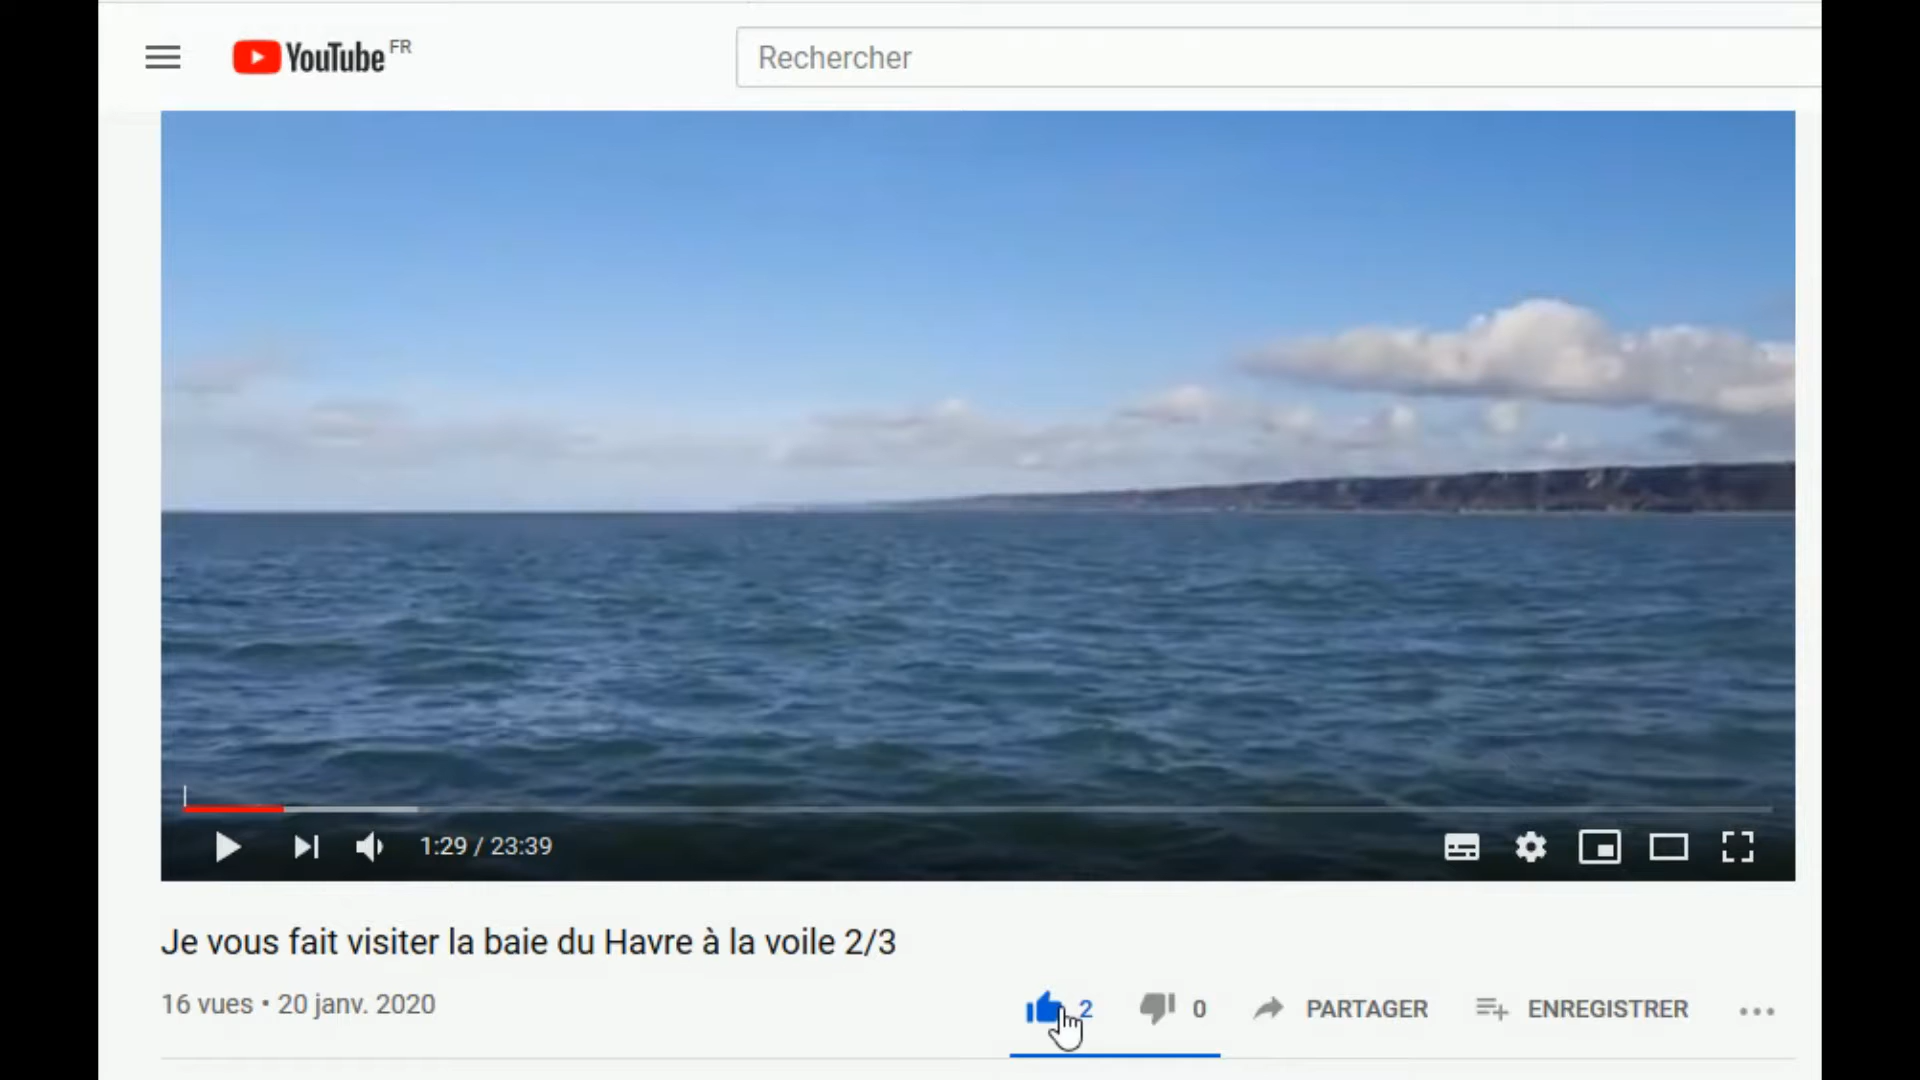 YouTube FR
Rechercher
1:29 / 23:39
Je vous fait visiter la baie du Havre à la voile 2/3
16 vues • 20 janv. 2020
2
0
PARTAGER
ENREGISTRER